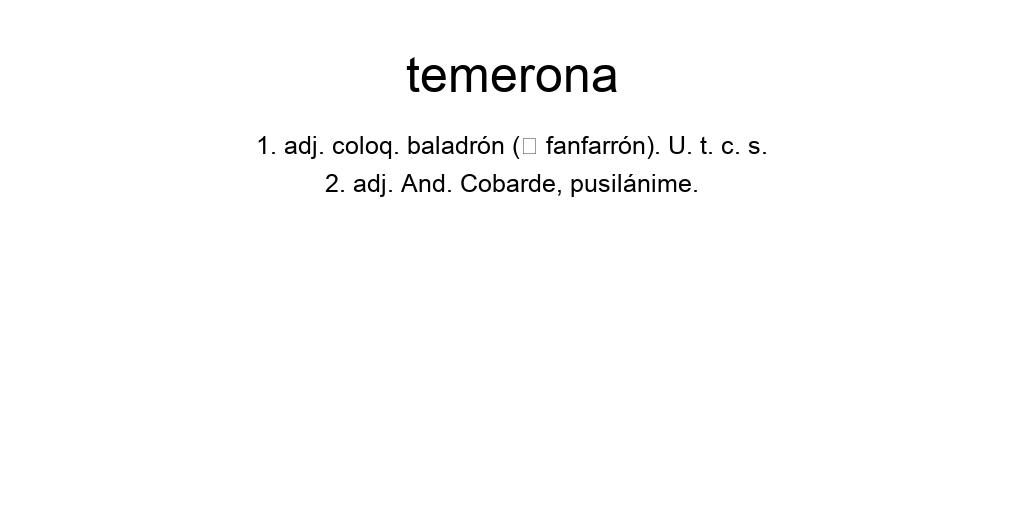 temerona
1. adj. coloq. baladrón (□ fanfarrón). U. t. c. s.
2. adj. And. Cobarde, pusilánime.